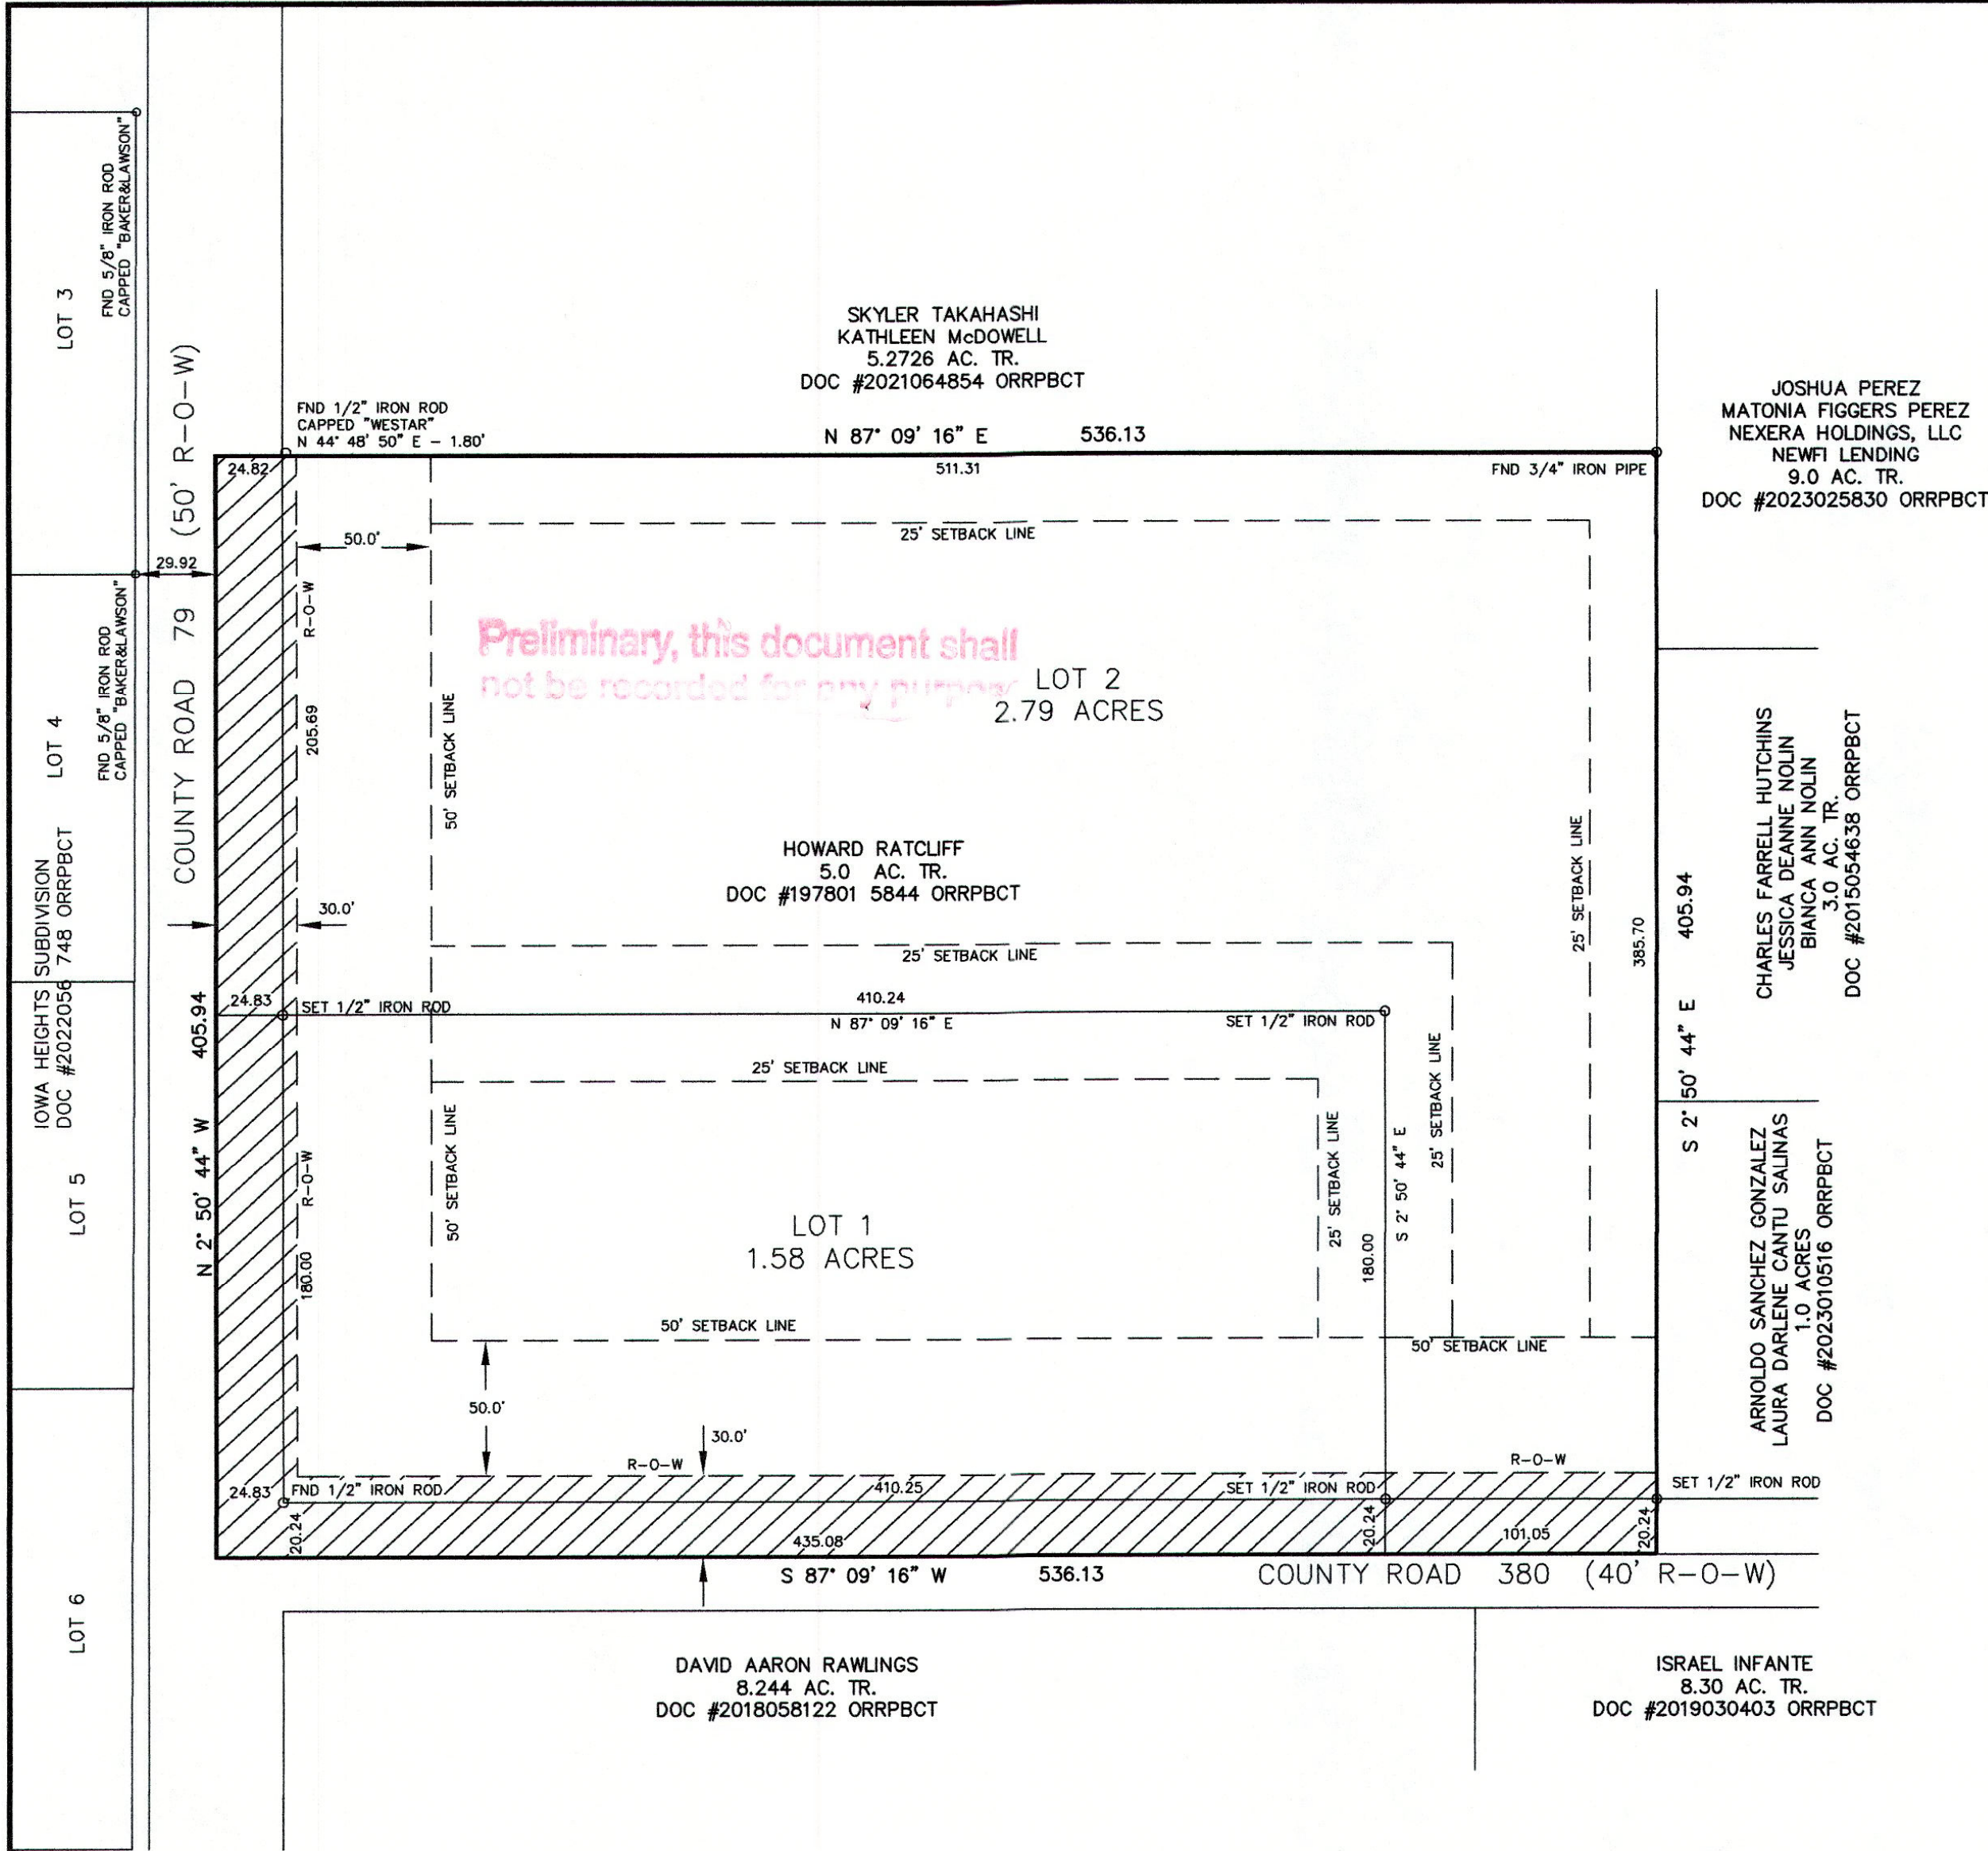 SKYLER TAKAHASHI
KATHLEEN McDOWELL
5.2726 AC. TR.
DOC #2021064854 ORRPBCT
JOSHUA PEREZ
MATONIA FIGGERS PEREZ
NEXERA HOLDINGS, LLC
NEWFI LENDING
9.0 AC. TR.
DOC #2023025830 ORRPBCT
LOT 3
FND 5/8" IRON ROD
CAPPED "BAKER&LAWSON"
COUNTY ROAD 79 (50' R-O-W)
FND 1/2" IRON ROD
CAPPED "WESTAR"
N 44° 48' 50" E - 1.80'
N 87° 09' 16" E 536.13
24.82
511.31
FND 3/4" IRON PIPE
25' SETBACK LINE
50.0'
29.92
R-O-W
FND 5/8" IRON ROD
CAPPED "BAKER&LAWSON"
LOT 4
Preliminary, this document shall
not be recorded for any purpose
LOT 2
2.79 ACRES
205.69
50' SETBACK LINE
HOWARD RATCLIFF
5.0 AC. TR.
DOC #197801 5844 ORRPBCT
25' SETBACK LINE
385.70
S 2° 50' 44" E 405.94
CHARLES FARRELL HUTCHINS
JESSICA DEANNE NOLIN
BIANCA ANN NOLIN
3.0 AC. TR.
DOC #2015054638 ORRPBCT
IOWA HEIGHTS SUBDIVISION
DOC #2022056 748 ORRPBCT
30.0'
25' SETBACK LINE
24.83
SET 1/2" IRON ROD
410.24
N 87° 09' 16" E
SET 1/2" IRON ROD
N 2° 50' 44" W 405.94
25' SETBACK LINE
25' SETBACK LINE
50' SETBACK LINE
25' SETBACK LINE
S 2° 50' 44" E
180.00
LOT 5
R-O-W
180.00
LOT 1
1.58 ACRES
ARNOLDO SANCHEZ GONZALEZ
LAURA DARLENE CANTU SALINAS
1.0 ACRES
DOC #2023010516 ORRPBCT
50' SETBACK LINE
50' SETBACK LINE
50.0'
30.0'
R-O-W
R-O-W
24.83
FND 1/2" IRON ROD
410.25
SET 1/2" IRON ROD
SET 1/2" IRON ROD
20.24
435.08
20.24
101.05
20.24
S 87° 09' 16" W 536.13
COUNTY ROAD 380 (40' R-O-W)
LOT 6
DAVID AARON RAWLINGS
8.244 AC. TR.
DOC #2018058122 ORRPBCT
ISRAEL INFANTE
8.30 AC. TR.
DOC #2019030403 ORRPBCT